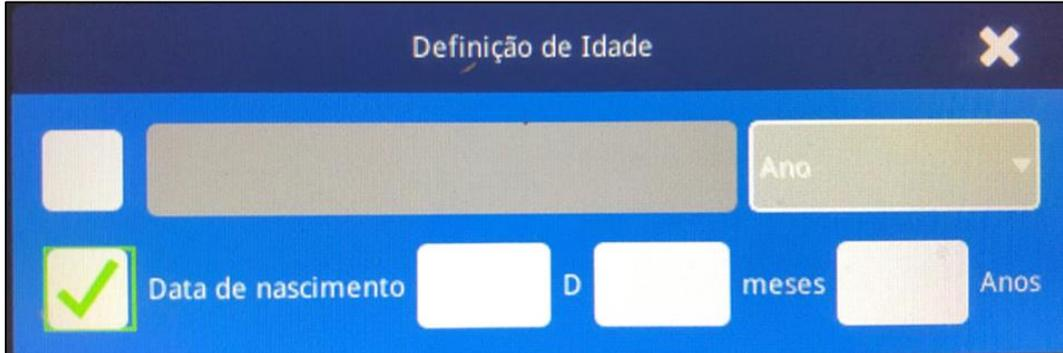 Definição de Idade
Ano
Data de nascimento D meses Anos